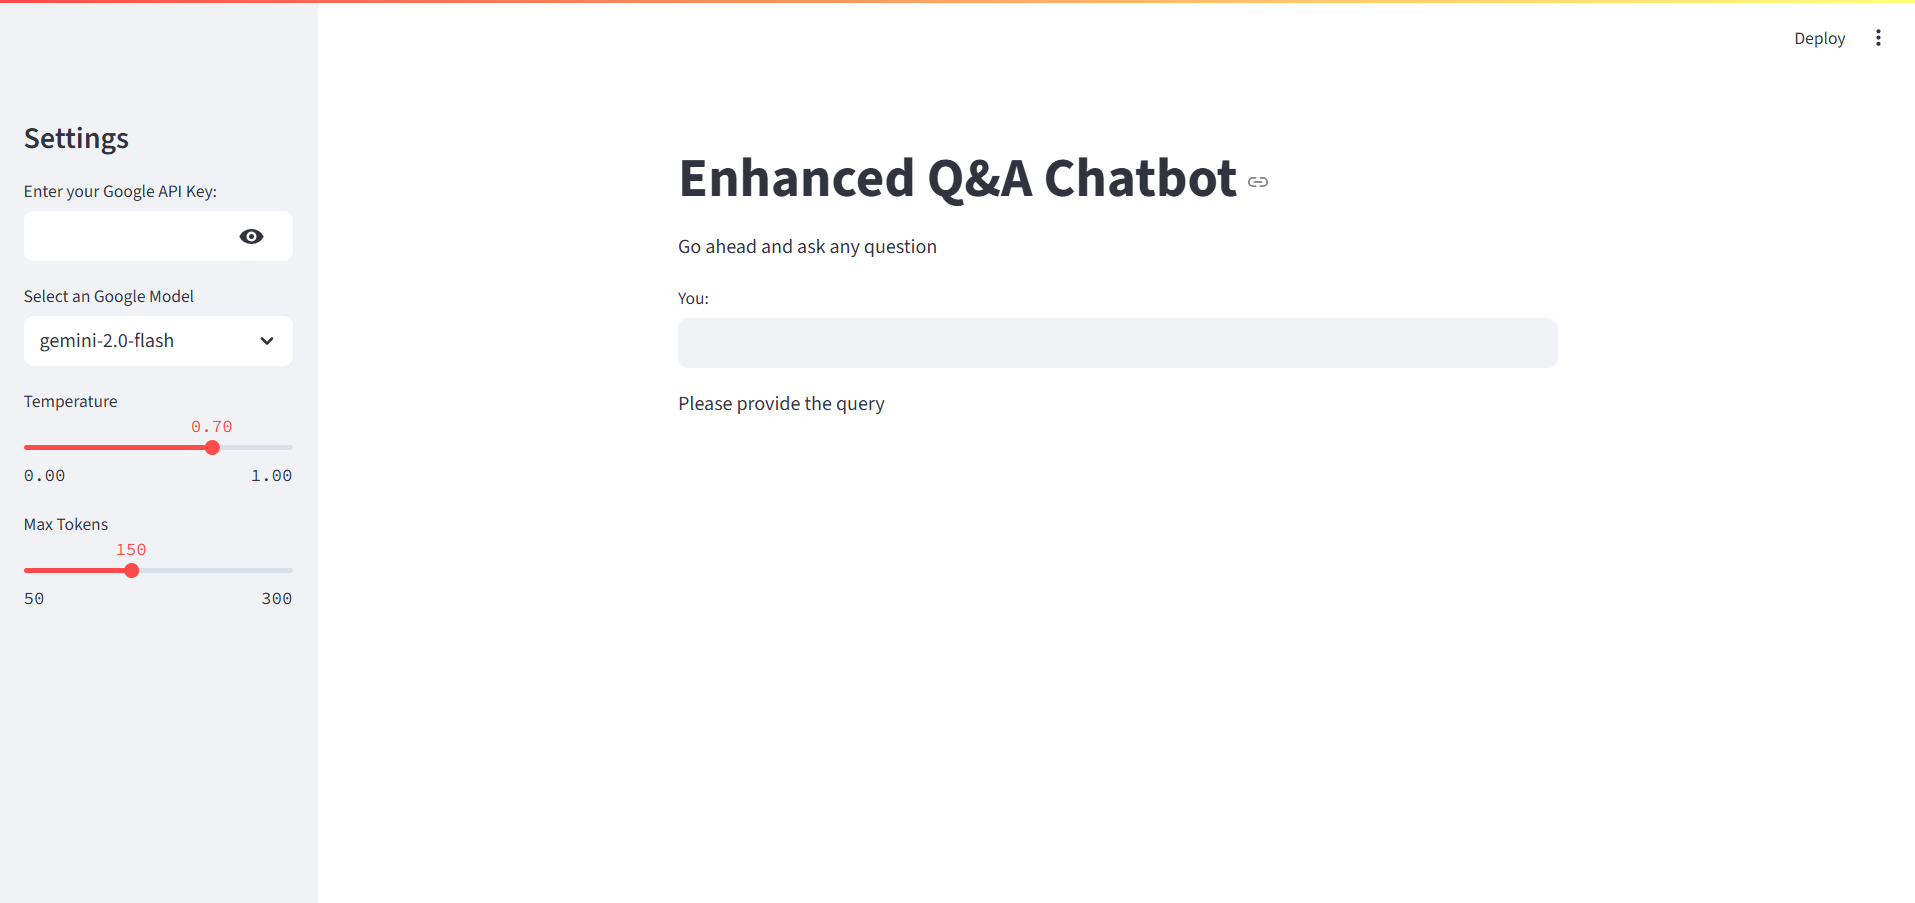 Deploy
Settings
Enter your Google API Key:
Select an Google Model
gemini-2.0-flash
Temperature
0.70
0.00 1.00
Max Tokens
150
50 300
Enhanced Q&A Chatbot
Go ahead and ask any question
You:
Please provide the query